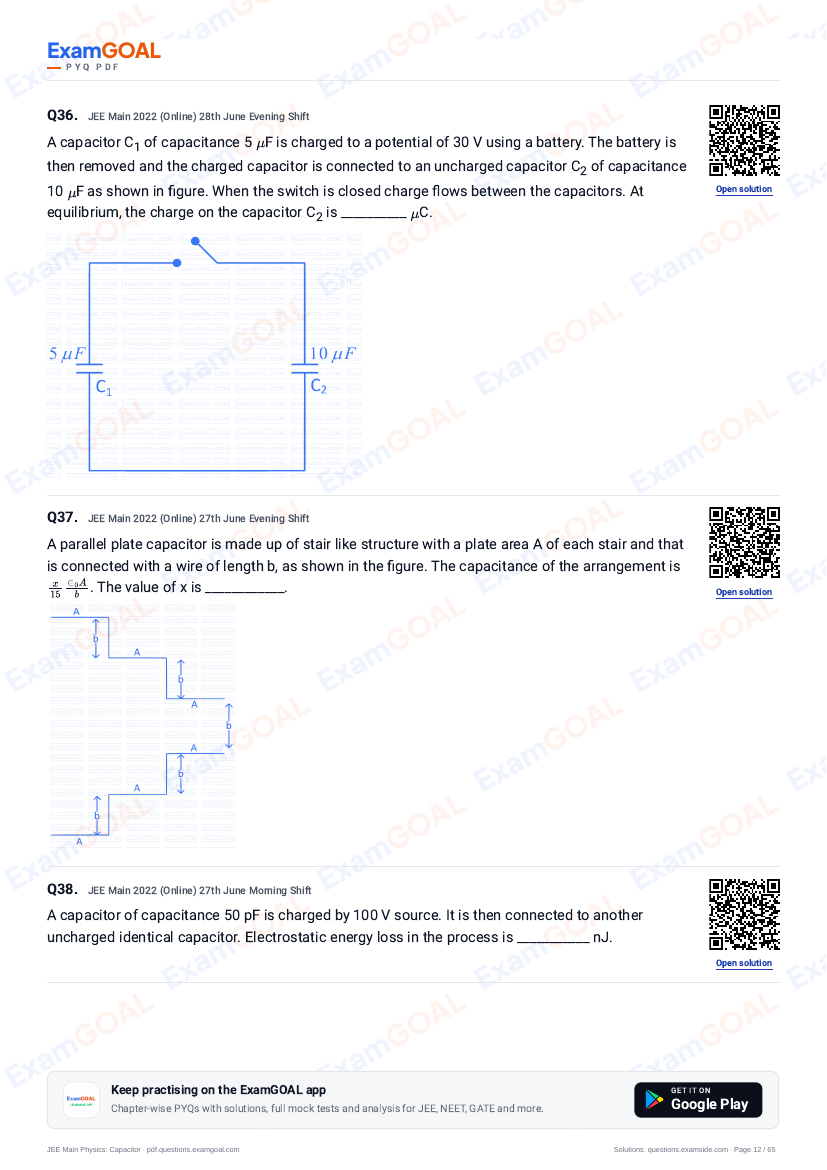 ExamGOAL
PYQ PDF
Q36. JEE Main 2022 (Online) 28th June Evening Shift
A capacitor C₁ of capacitance 5 μF is charged to a potential of 30 V using a battery. The battery is
then removed and the charged capacitor is connected to an uncharged capacitor C₂ of capacitance
10 μF as shown in figure. When the switch is closed charge flows between the capacitors. At
equilibrium, the charge on the capacitor C₂ is __________ μC.
Open solution
5 μF
10 μF
C₁
C₂
Q37. JEE Main 2022 (Online) 27th June Evening Shift
A parallel plate capacitor is made up of stair like structure with a plate area A of each stair and that
is connected with a wire of length b, as shown in the figure. The capacitance of the arrangement is
x/15 ∈₀A/b. The value of x is ____________.
Open solution
A
b
A
b
A
b
A
b
A
b
A
Q38. JEE Main 2022 (Online) 27th June Morning Shift
A capacitor of capacitance 50 pF is charged by 100 V source. It is then connected to another
uncharged identical capacitor. Electrostatic energy loss in the process is ___________ nJ.
Open solution
ExamGOAL
Keep practising on the ExamGOAL app
Chapter-wise PYQs with solutions, full mock tests and analysis for JEE, NEET, GATE and more.
GET IT ON
Google Play
JEE Main Physics: Capacitor · pdf.questions.examgoal.com
Solutions: questions.examside.com · Page 12 / 65